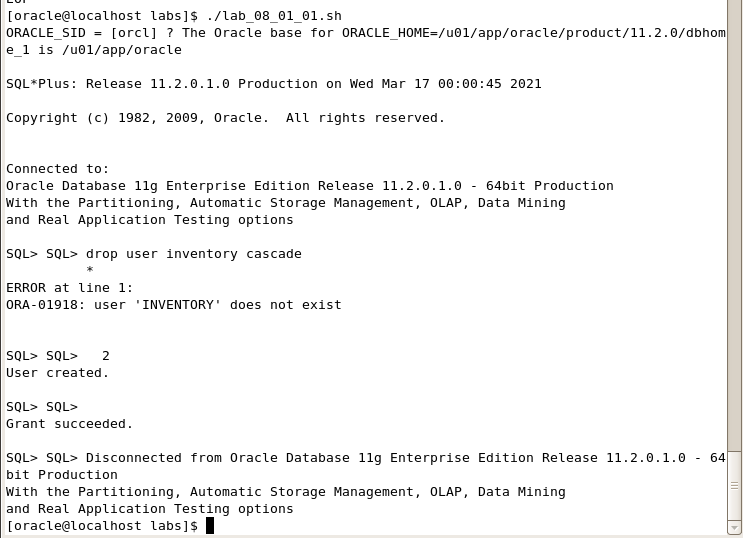 [oracle@localhost labs]$ ./lab_08_01_01.sh
ORACLE_SID = [orcl] ? The Oracle base for ORACLE_HOME=/u01/app/oracle/product/11.2.0/dbhom
e_1 is /u01/app/oracle
SQL*Plus: Release 11.2.0.1.0 Production on Wed Mar 17 00:00:45 2021
Copyright (c) 1982, 2009, Oracle.  All rights reserved.
Connected to:
Oracle Database 11g Enterprise Edition Release 11.2.0.1.0 - 64bit Production
With the Partitioning, Automatic Storage Management, OLAP, Data Mining
and Real Application Testing options
SQL> SQL> drop user inventory cascade
          *
ERROR at line 1:
ORA-01918: user 'INVENTORY' does not exist
SQL> SQL>   2
User created.
SQL> SQL>
Grant succeeded.
SQL> SQL> Disconnected from Oracle Database 11g Enterprise Edition Release 11.2.0.1.0 - 64
bit Production
With the Partitioning, Automatic Storage Management, OLAP, Data Mining
and Real Application Testing options
[oracle@localhost labs]$